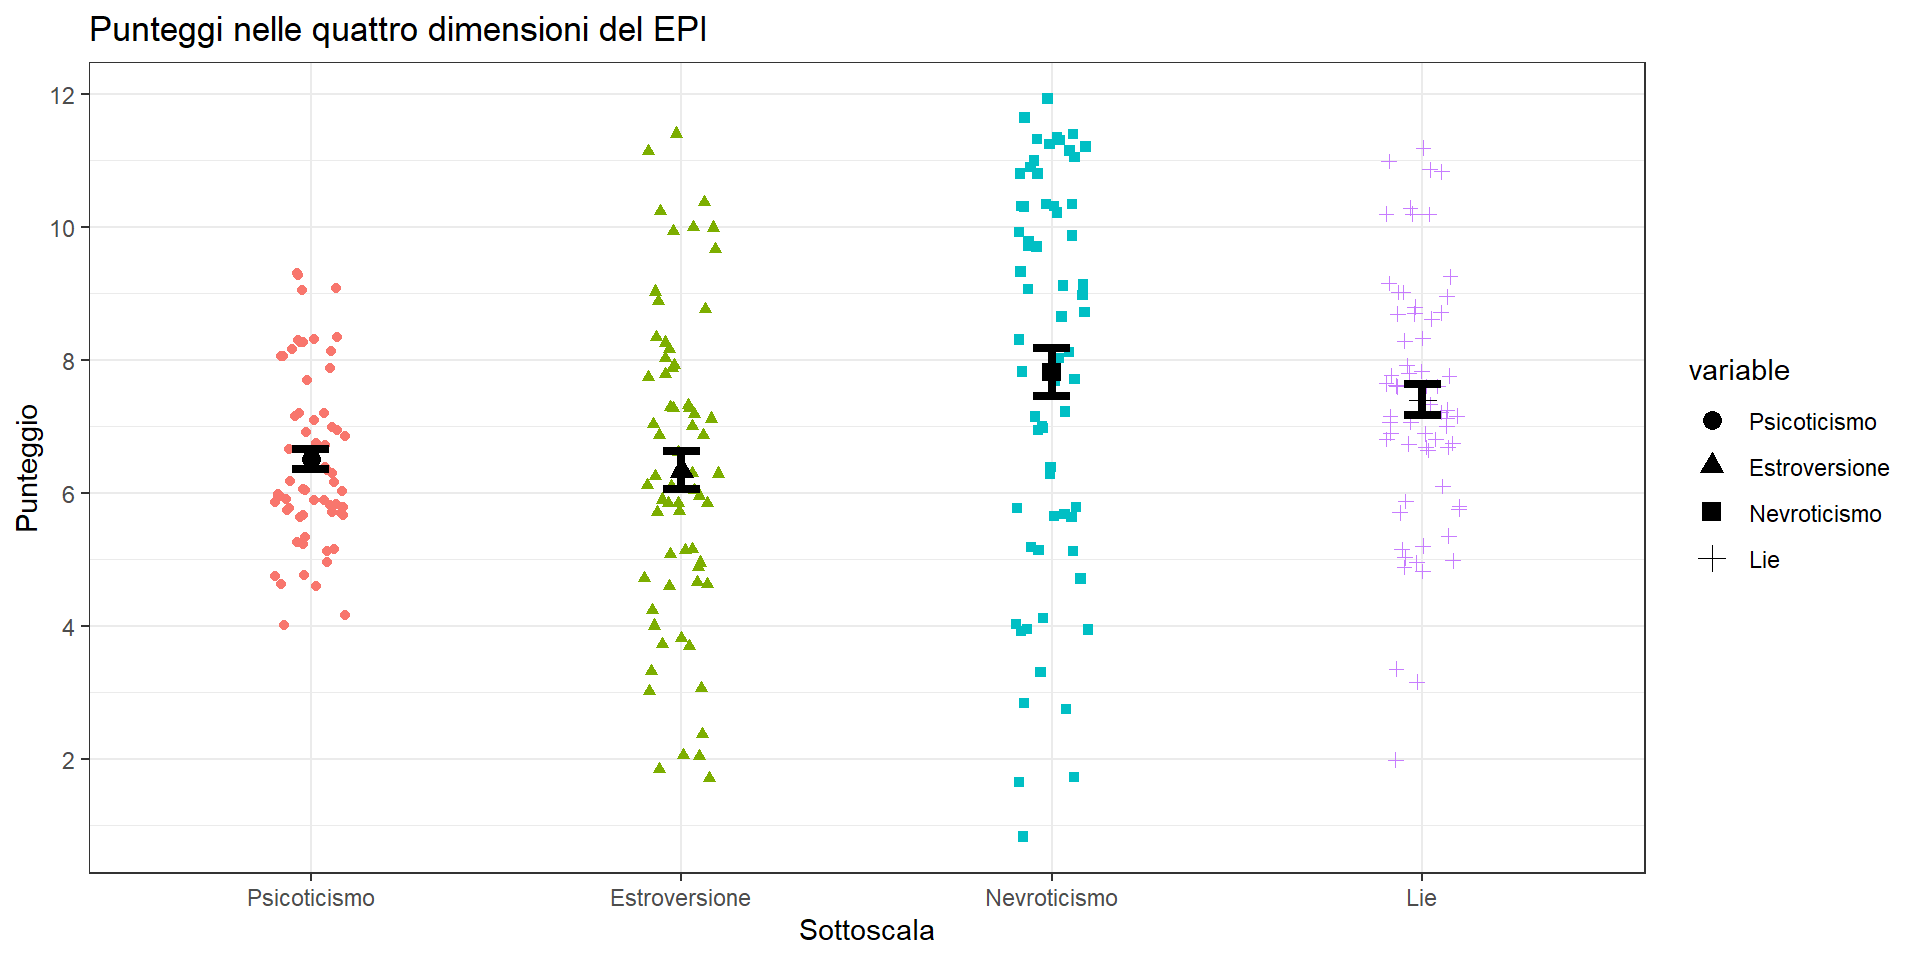 Punteggi nelle quattro dimensioni del EPI
Punteggio
12
10
8
6
4
2
Psicoticismo
Estroversione
Nevroticismo
Lie
Sottoscala
variable
Psicoticismo
Estroversione
Nevroticismo
Lie